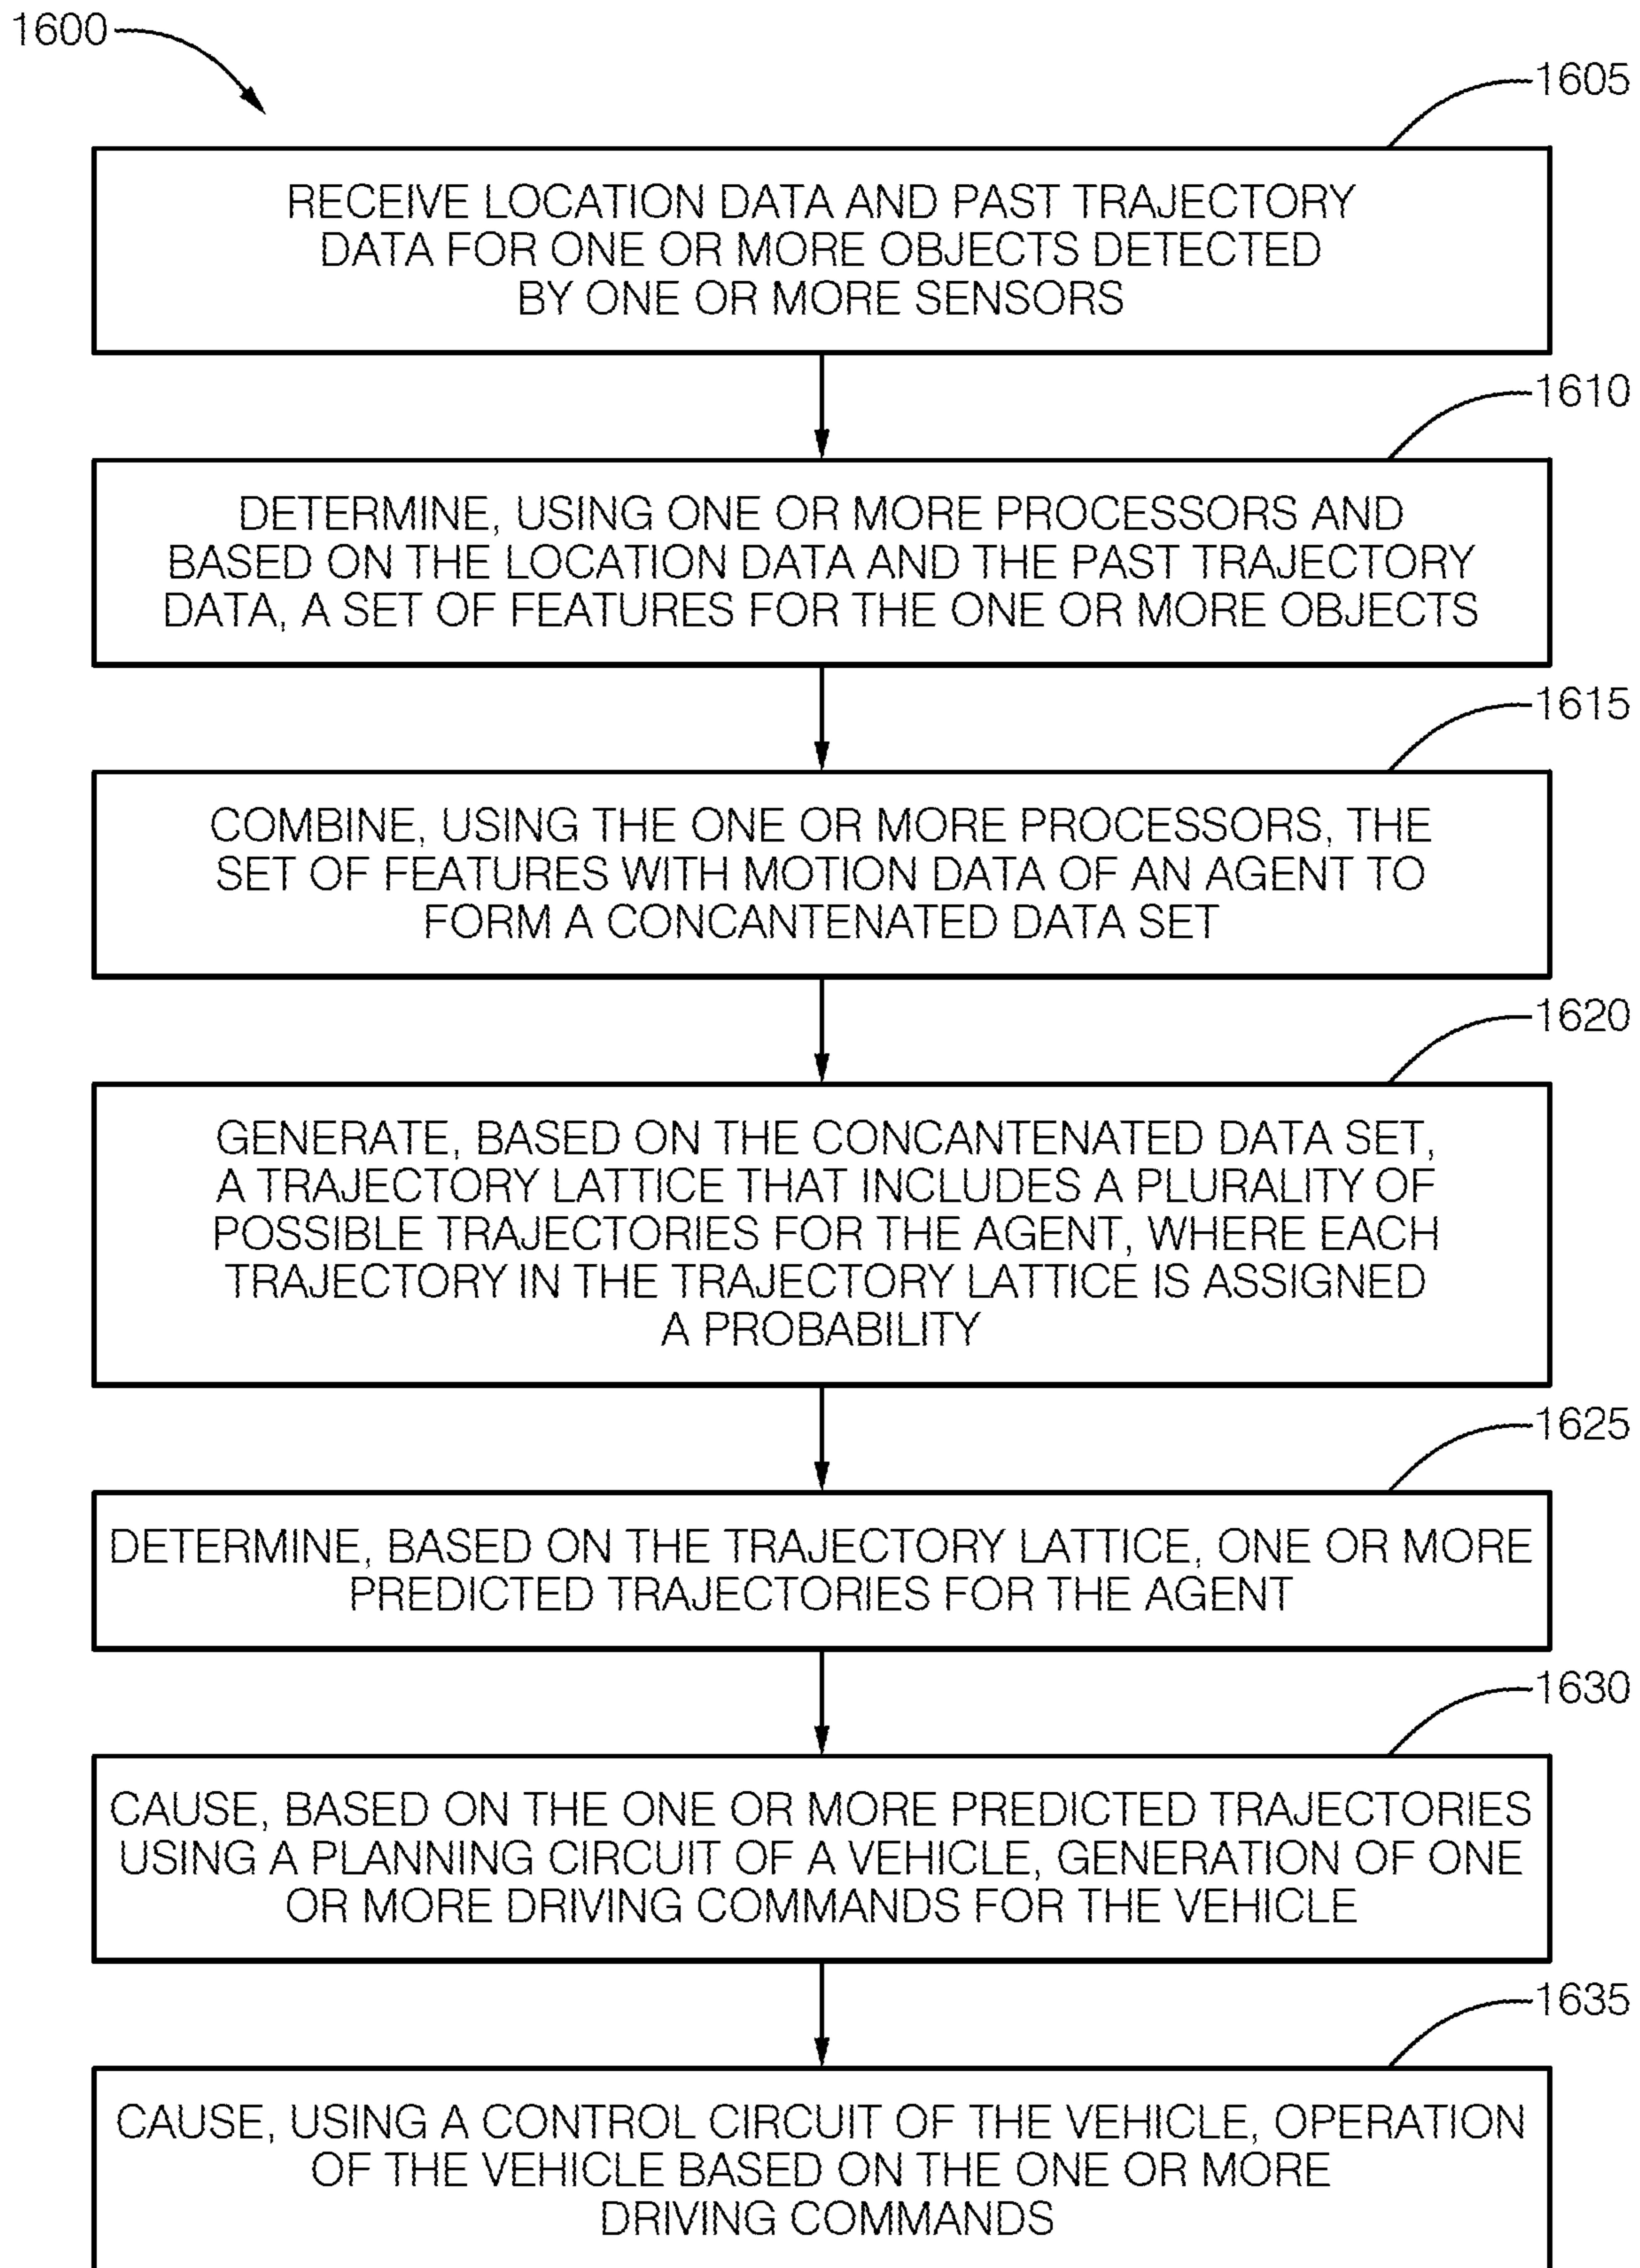 1600
1605
RECEIVE LOCATION DATA AND PAST TRAJECTORY
DATA FOR ONE OR MORE OBJECTS DETECTED
BY ONE OR MORE SENSORS
1610
DETERMINE, USING ONE OR MORE PROCESSORS AND
BASED ON THE LOCATION DATA AND THE PAST TRAJECTORY
DATA, A SET OF FEATURES FOR THE ONE OR MORE OBJECTS
1615
COMBINE, USING THE ONE OR MORE PROCESSORS, THE
SET OF FEATURES WITH MOTION DATA OF AN AGENT TO
FORM A CONCANTENATED DATA SET
1620
GENERATE, BASED ON THE CONCANTENATED DATA SET,
A TRAJECTORY LATTICE THAT INCLUDES A PLURALITY OF
POSSIBLE TRAJECTORIES FOR THE AGENT, WHERE EACH
TRAJECTORY IN THE TRAJECTORY LATTICE IS ASSIGNED
A PROBABILITY
1625
DETERMINE, BASED ON THE TRAJECTORY LATTICE, ONE OR MORE
PREDICTED TRAJECTORIES FOR THE AGENT
1630
CAUSE, BASED ON THE ONE OR MORE PREDICTED TRAJECTORIES
USING A PLANNING CIRCUIT OF A VEHICLE, GENERATION OF ONE
OR MORE DRIVING COMMANDS FOR THE VEHICLE
1635
CAUSE, USING A CONTROL CIRCUIT OF THE VEHICLE, OPERATION
OF THE VEHICLE BASED ON THE ONE OR MORE
DRIVING COMMANDS